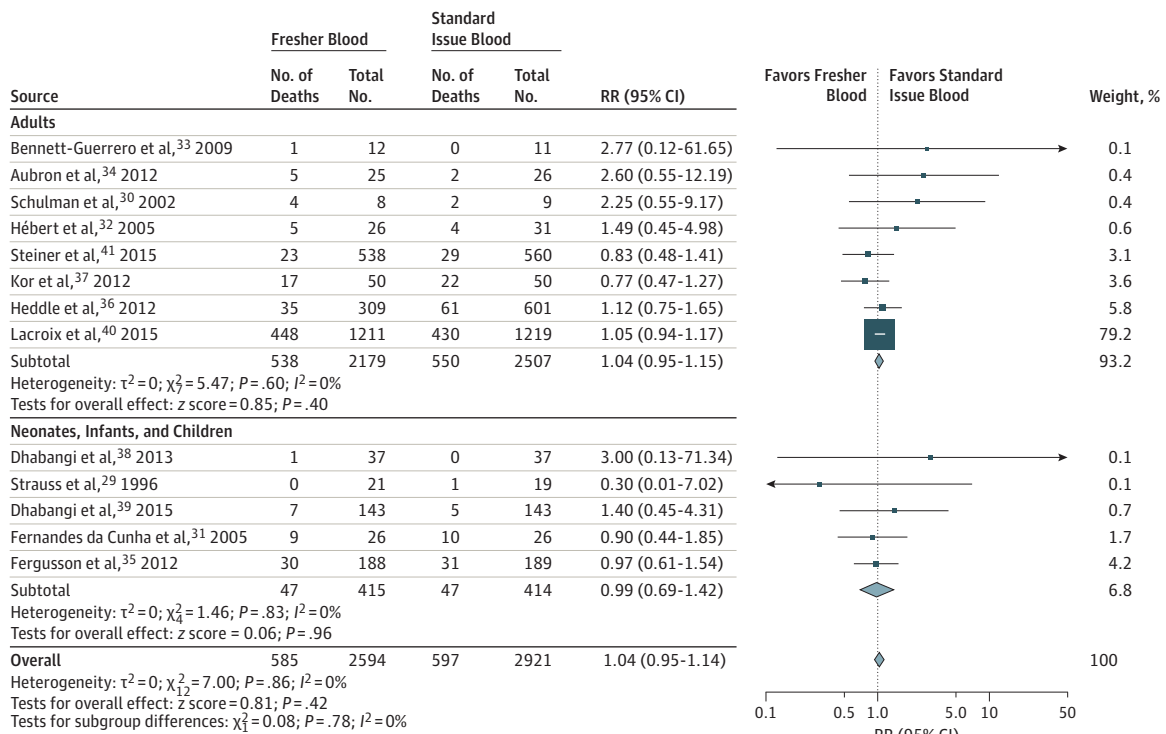 Fresher Blood Standard Issue Blood
Source No. of Deaths Total No. No. of Deaths Total No. RR (95% CI) Favors Fresher Blood Favors Standard Issue Blood Weight, %
Adults
Bennett-Guerrero et al,³³ 2009 1 12 0 11 2.77 (0.12-61.65) 0.1
Aubron et al,³⁴ 2012 5 25 2 26 2.60 (0.55-12.19) 0.4
Schulman et al,³⁰ 2002 4 8 2 9 2.25 (0.55-9.17) 0.4
Hébert et al,³² 2005 5 26 4 31 1.49 (0.45-4.98) 0.6
Steiner et al,⁴¹ 2015 23 538 29 560 0.83 (0.48-1.41) 3.1
Kor et al,³⁷ 2012 17 50 22 50 0.77 (0.47-1.27) 3.6
Heddle et al,³⁶ 2012 35 309 61 601 1.12 (0.75-1.65) 5.8
Lacroix et al,⁴⁰ 2015 448 1211 430 1219 1.05 (0.94-1.17) 79.2
Subtotal 538 2179 550 2507 1.04 (0.95-1.15) 93.2
Heterogeneity: τ²=0; χ²₇=5.47; P=.60; I²=0%
Tests for overall effect: z score=0.85; P=.40
Neonates, Infants, and Children
Dhabangi et al,³⁸ 2013 1 37 0 37 3.00 (0.13-71.34) 0.1
Strauss et al,²⁹ 1996 0 21 1 19 0.30 (0.01-7.02) 0.1
Dhabangi et al,³⁹ 2015 7 143 5 143 1.40 (0.45-4.31) 0.7
Fernandes da Cunha et al,³¹ 2005 9 26 10 26 0.90 (0.44-1.85) 1.7
Fergusson et al,³⁵ 2012 30 188 31 189 0.97 (0.61-1.54) 4.2
Subtotal 47 415 47 414 0.99 (0.69-1.42) 6.8
Heterogeneity: τ²=0; χ²₄=1.46; P=.83; I²=0%
Tests for overall effect: z score = 0.06; P=.96
Overall 585 2594 597 2921 1.04 (0.95-1.14) 100
Heterogeneity: τ²=0; χ²₁₂=7.00; P=.86; I²=0%
Tests for overall effect: z score=0.81; P=.42
Tests for subgroup differences: χ²₁=0.08; P=.78; I²=0%
0.1 0.5 1.0 5.0 10 50
RR (95% CI)